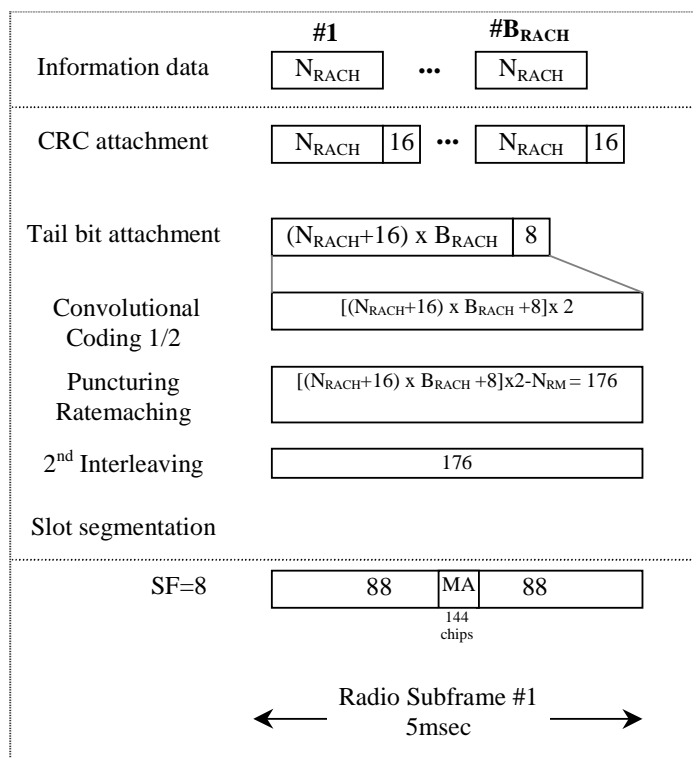 #1 #B_RACH
Information data N_RACH ... N_RACH
CRC attachment N_RACH 16 ... N_RACH 16
Tail bit attachment (N_RACH+16) x B_RACH 8
Convolutional
Coding 1/2
[(N_RACH+16) x B_RACH +8]x 2
Puncturing
Ratemaching
[(N_RACH+16) x B_RACH +8]x2-N_RM = 176
2nd Interleaving 176
Slot segmentation
SF=8 88 MA 88
144
chips
Radio Subframe #1
5msec